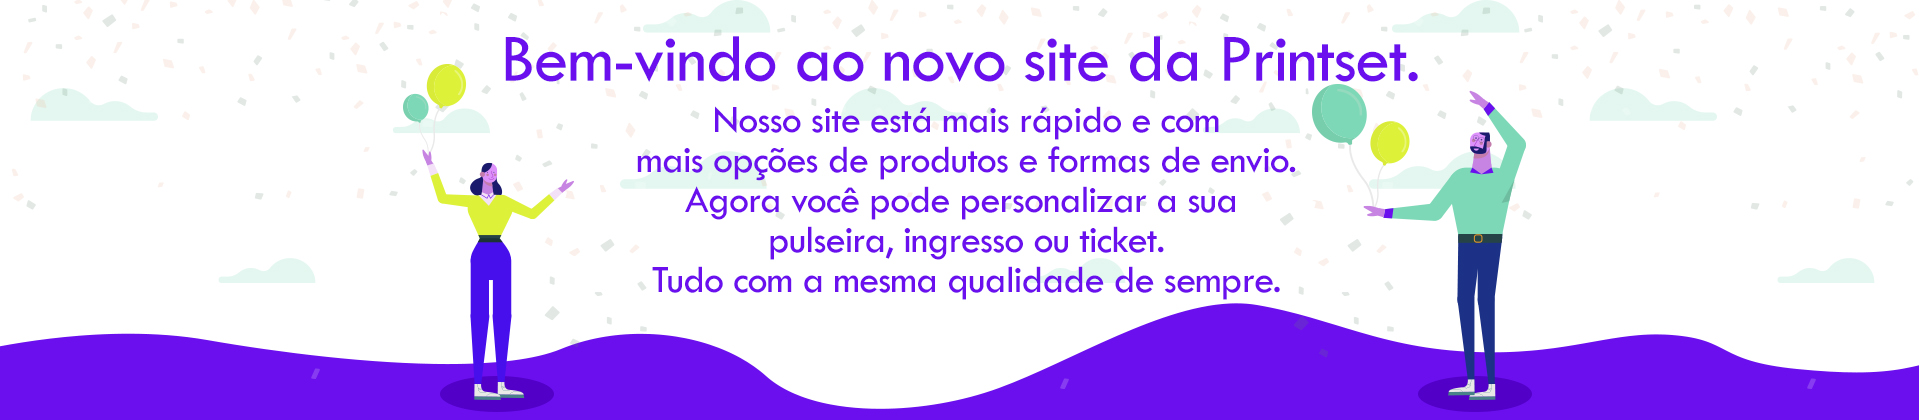 Bem-vindo ao novo site da Printset.
Nosso site está mais rápido e com
mais opções de produtos e formas de envio.
Agora você pode personalizar a sua
pulseira, ingresso ou ticket.
Tudo com a mesma qualidade de sempre.